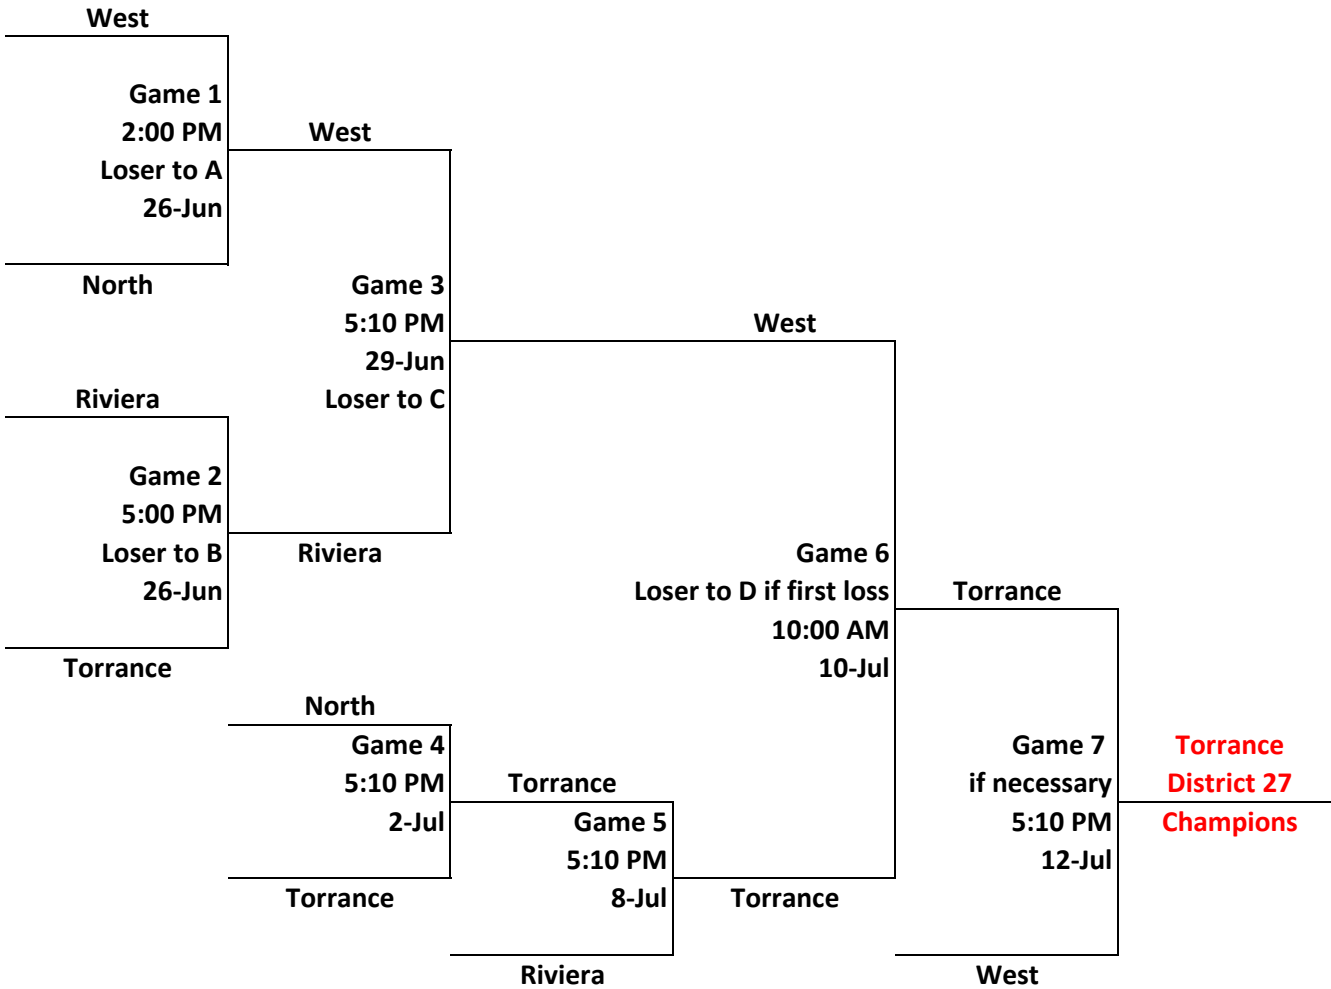 West
Game 1
2:00 PM
Loser to A
26-Jun
North
West
Game 3
5:10 PM
29-Jun
Loser to C
Riviera
Game 2
5:00 PM
Loser to B
26-Jun
Torrance
Riviera
West
Game 6
Loser to D if first loss
10:00 AM
10-Jul
Torrance
North
Game 4
5:10 PM
2-Jul
Torrance
Torrance
Game 5
5:10 PM
8-Jul
Riviera
Torrance
Game 7
if necessary
5:10 PM
12-Jul
West
Torrance
District 27
Champions